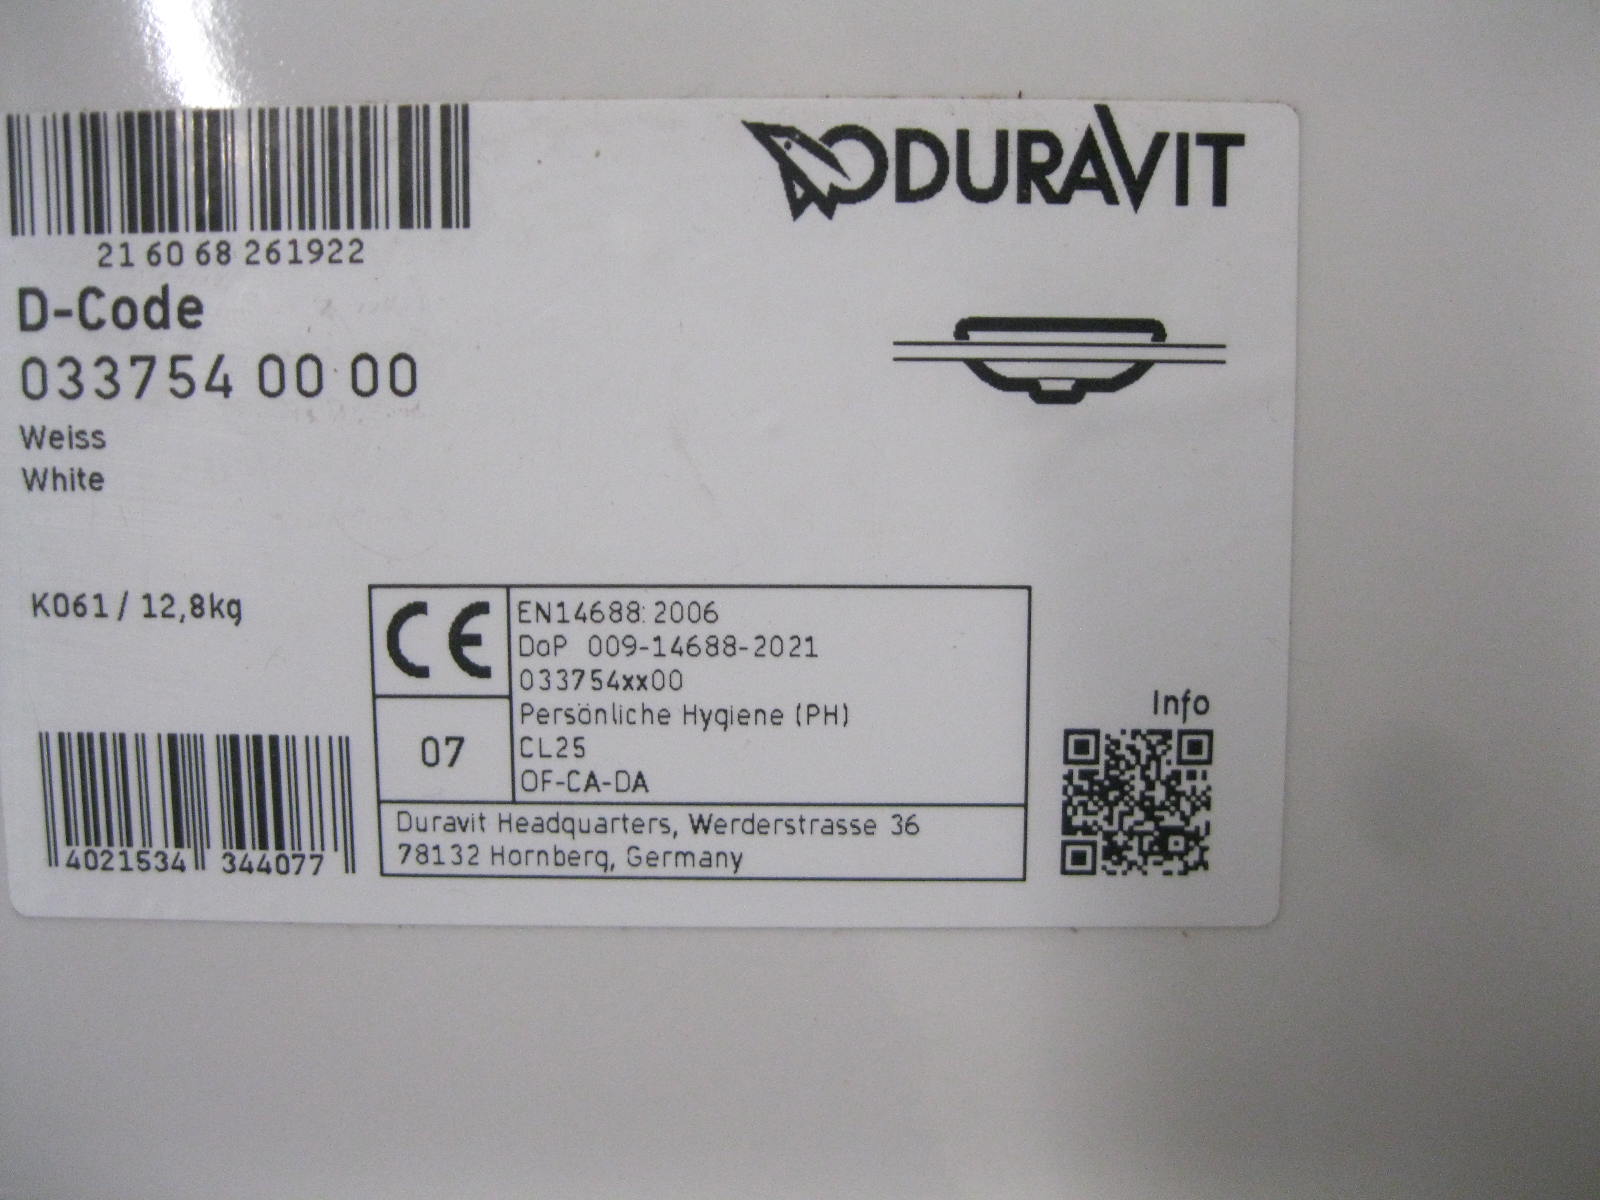 DURAVIT
21 60 68 261922
D-Code
033754 00 00
Weiss
White
K061 / 12,8kg
CE
EN14688:2006
DoP 009-14688-2021
033754xx00
Persönliche Hygiene (PH)
07
CL25
OF-CA-DA
Duravit Headquarters, Werderstrasse 36
78132 Hornberg, Germany
Info
4021534 344077